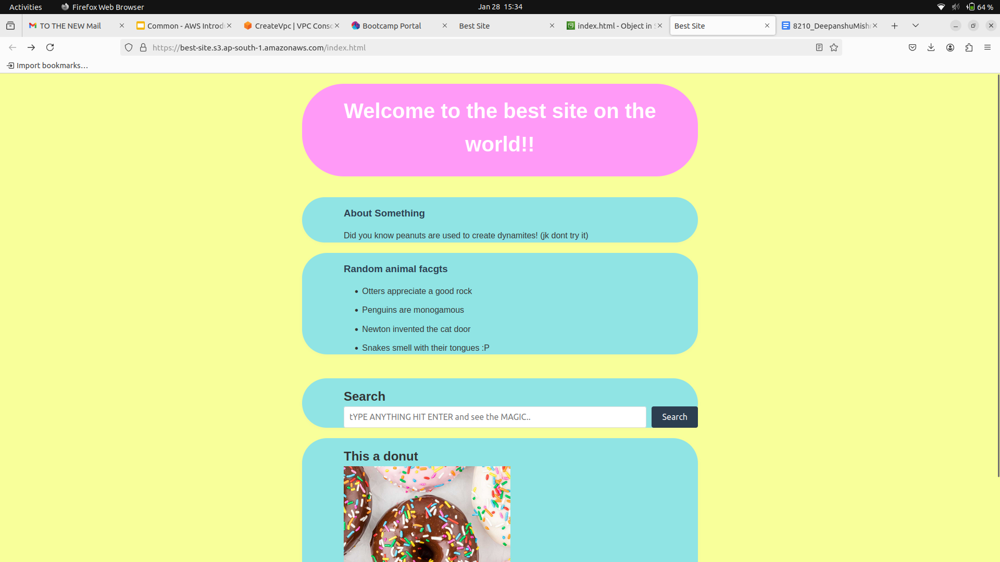 Activities Firefox Web Browser Jan 28 15:34 64 %
TO THE NEW Mail Common - AWS Introd CreateVpc | VPC Conso Bootcamp Portal Best Site index.html - Object in S Best Site 8210_DeepanshuMish
https://best-site.s3.ap-south-1.amazonaws.com/index.html
Import bookmarks…
Welcome to the best site on the
world!!
About Something
Did you know peanuts are used to create dynamites! (jk dont try it)
Random animal facgts
• Otters appreciate a good rock
• Penguins are monogamous
• Newton invented the cat door
• Snakes smell with their tongues :P
Search
tYPE ANYTHING HIT ENTER and see the MAGIC.. Search
This a donut